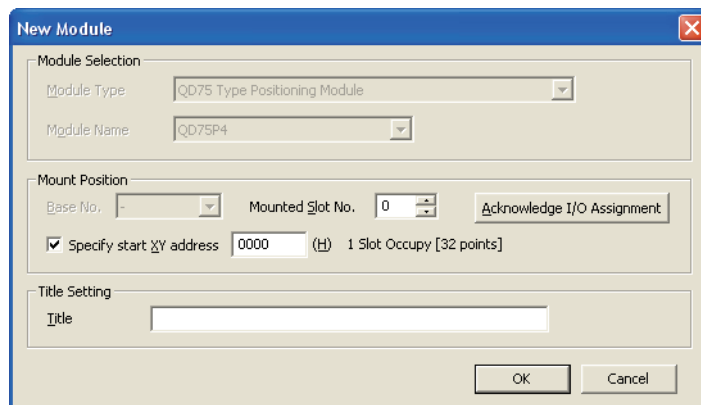 New Module
Module Selection
Module Type QD75 Type Positioning Module
Module Name QD75P4
Mount Position
Base No. - Mounted Slot No. 0 Acknowledge I/O Assignment
Specify start XY address 0000 (H) 1 Slot Occupy [32 points]
Title Setting
Title
OK Cancel